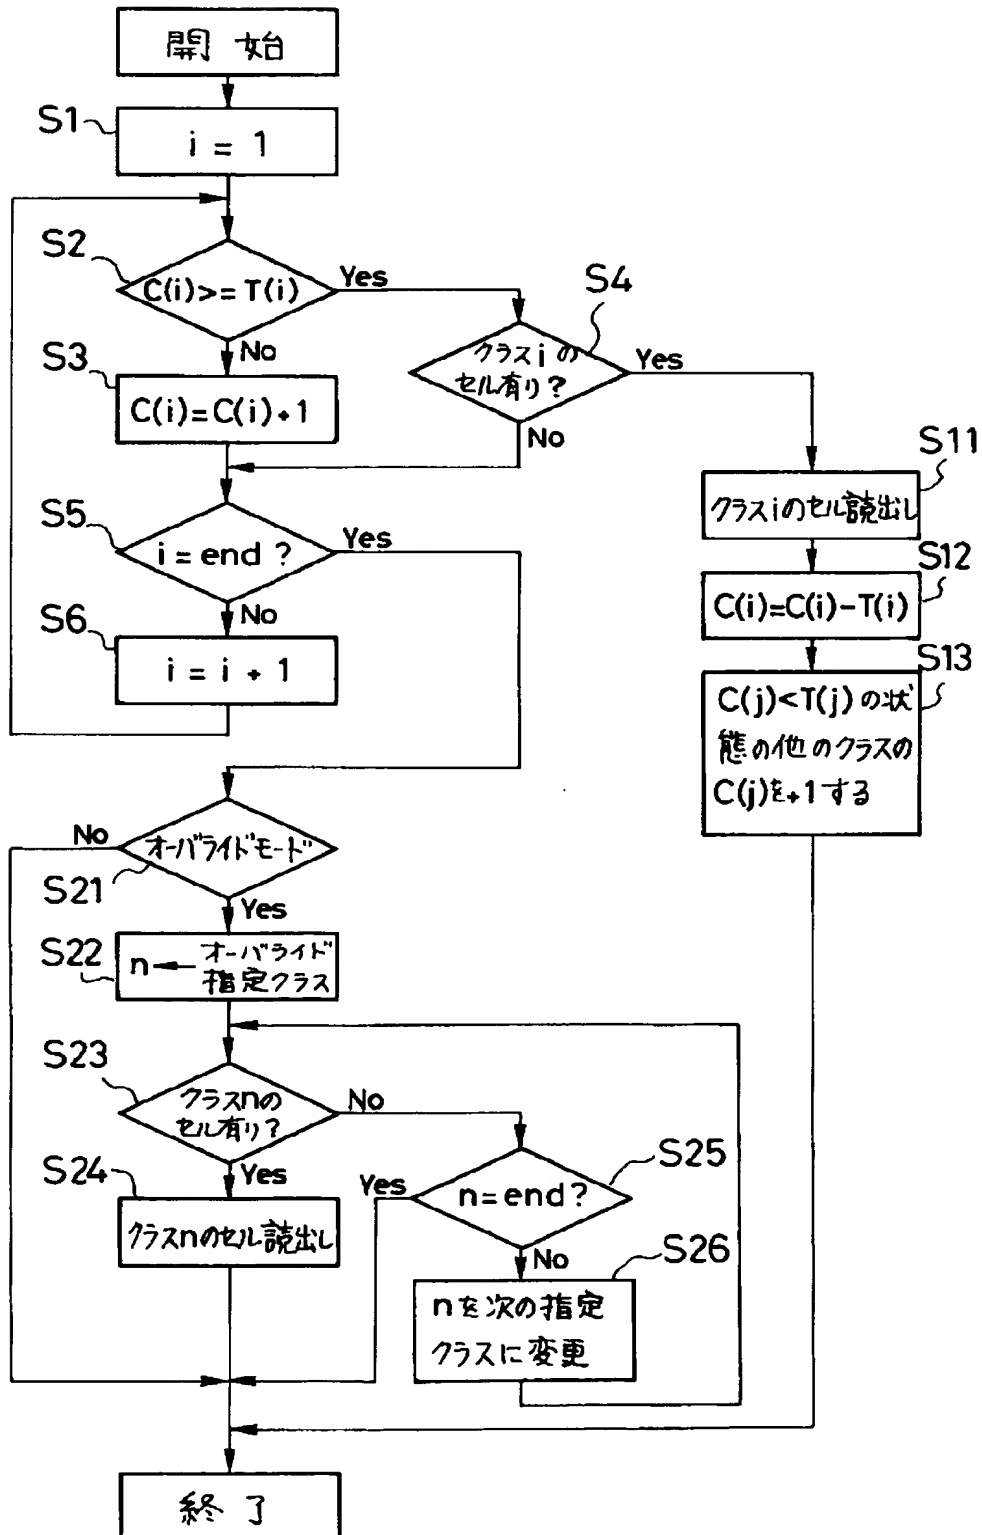 開始
S1
i = 1
S2
C(i)>=T(i)
Yes
No
S3
C(i)=C(i)+1
S4
クラスiの
セル有り?
Yes
No
S5
i=end ?
Yes
No
S6
i = i + 1
S11
クラスiのセル読出し
S12
C(i)=C(i)-T(i)
S13
C(j)<T(j)の状
態の他のクラスの
C(j)を+1する
オーバライドモード
No
S21
Yes
S22
n←オーバライド
指定クラス
S23
クラスnの
セル有り?
No
Yes
S24
クラスnのセル読出し
S25
n=end?
Yes
No
S26
nを次の指定
クラスに変更
終了